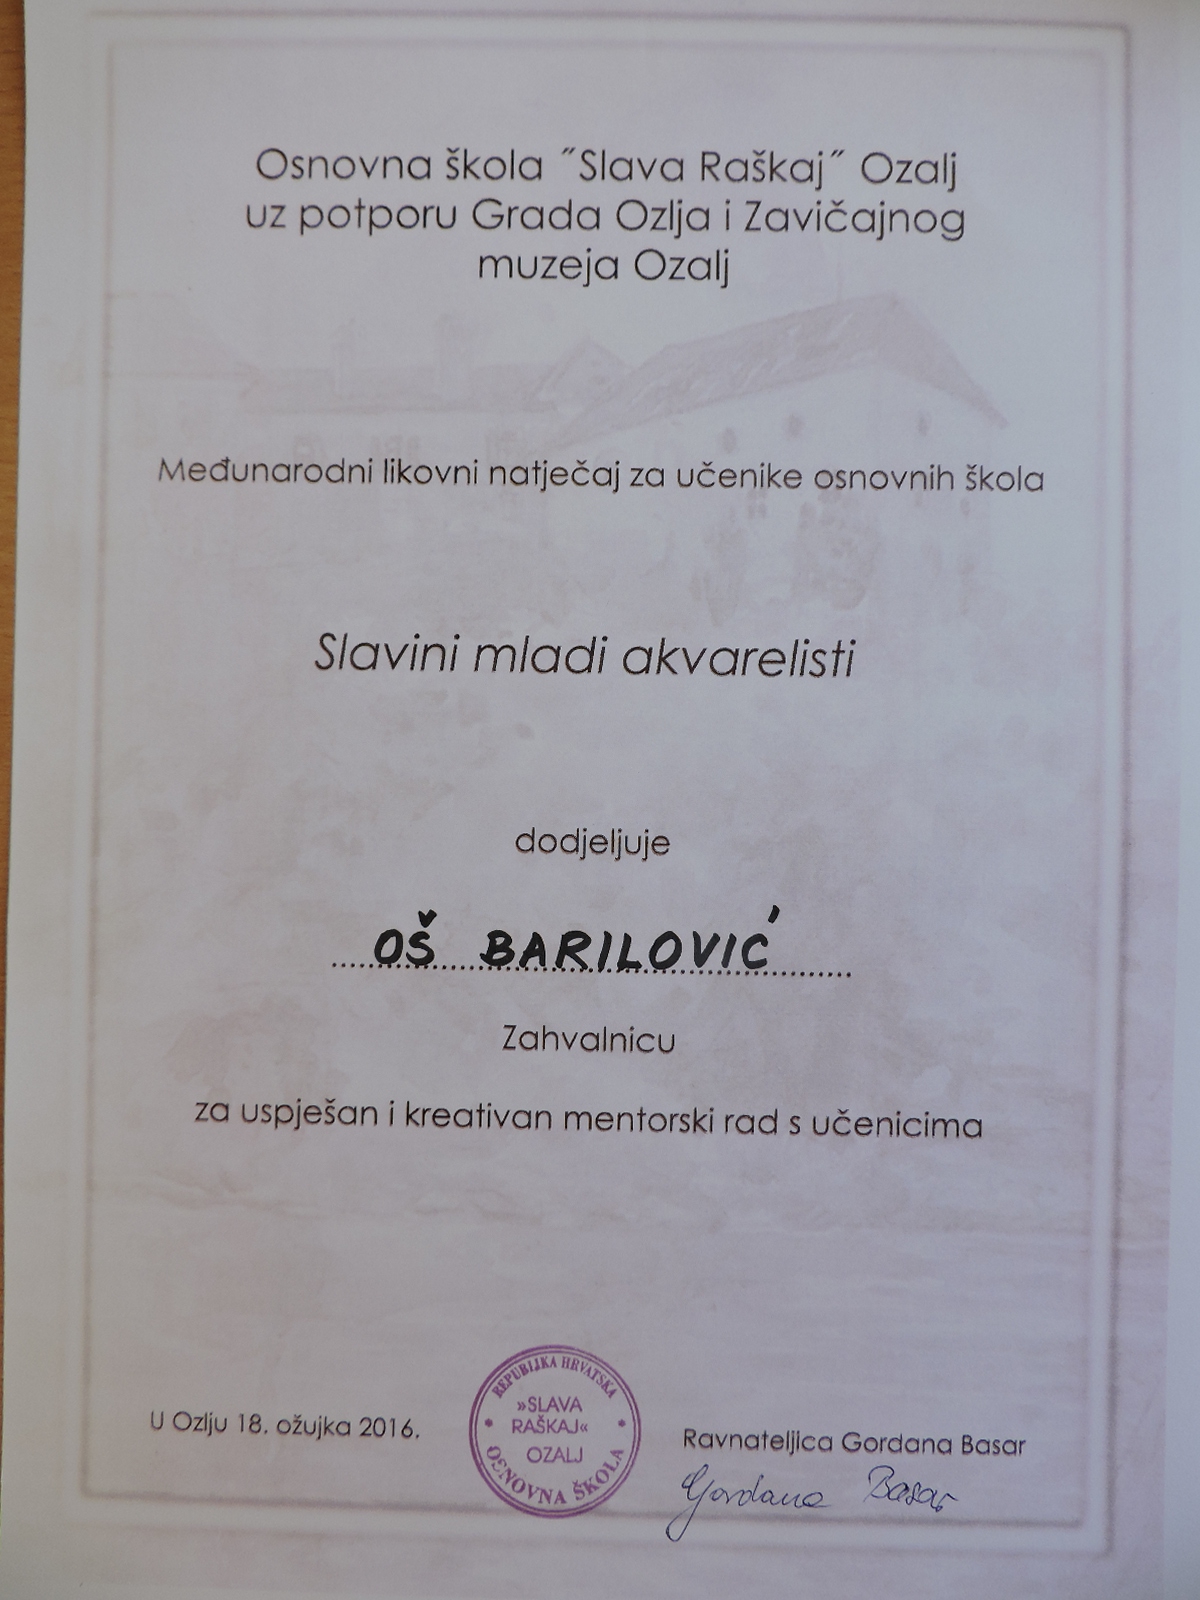 Osnovna škola ˝Slava Raškaj˝ Ozalj
uz potporu Grada Ozlja i Zavičajnog
muzeja Ozalj
Međunarodni likovni natječaj za učenike osnovnih škola
Slavini mladi akvarelisti
dodjeljuje
OŠ BARILOVIĆ
Zahvalnicu
za uspješan i kreativan mentorski rad s učenicima
U Ozlju 18. ožujka 2016.
REPUBLIKA HRVATSKA
»SLAVA
RAŠKAJ«
OZALJ
OSNOVNA ŠKOLA
Ravnateljica Gordana Basar
Gordana Basar